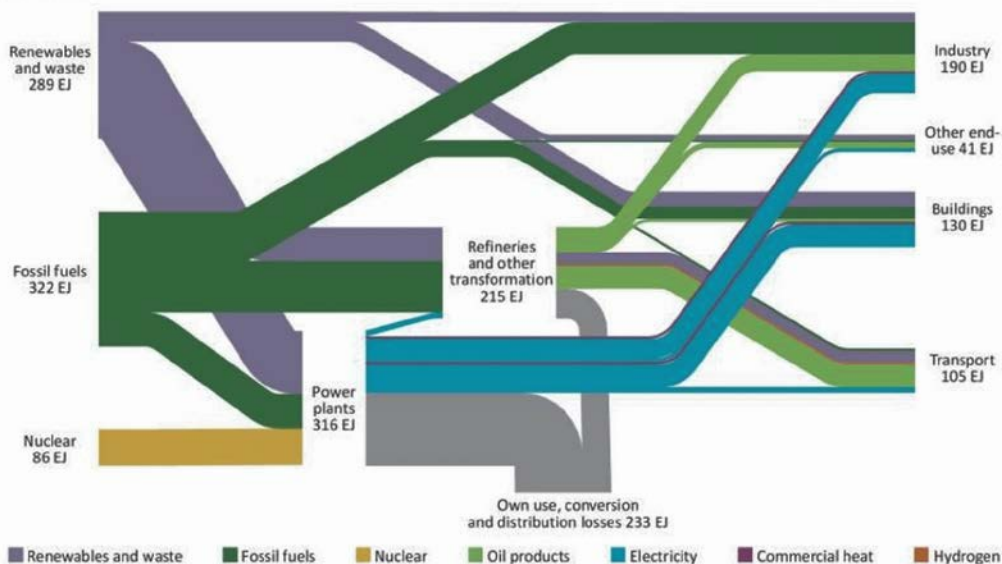 Renewables
and waste
289 EJ
Fossil fuels
322 EJ
Nuclear
86 EJ
Refineries
and other
transformation
215 EJ
Power
plants
316 EJ
Own use, conversion
and distribution losses 233 EJ
Industry
190 EJ
Other end-
use 41 EJ
Buildings
130 EJ
Transport
105 EJ
Renewables and waste
Fossil fuels
Nuclear
Oil products
Electricity
Commercial heat
Hydrogen